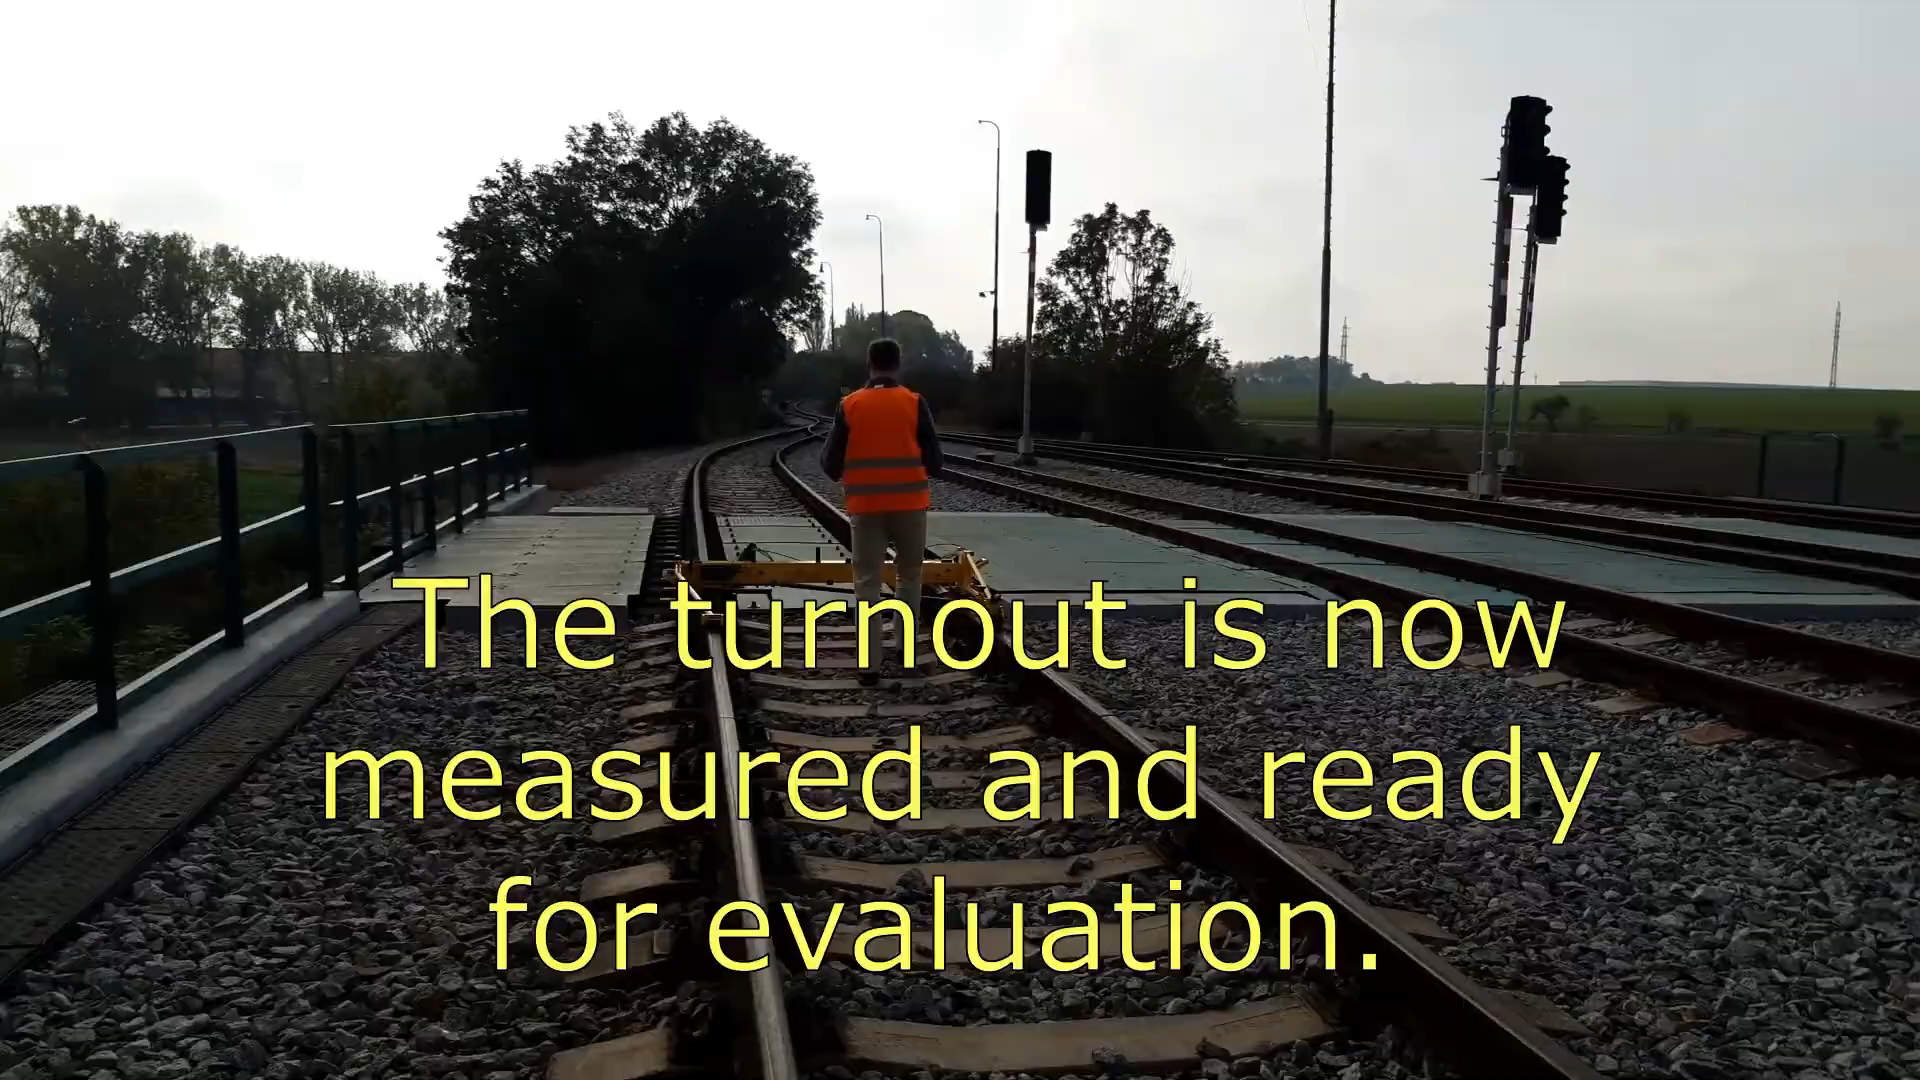 The turnout is now
measured and ready
for evaluation.